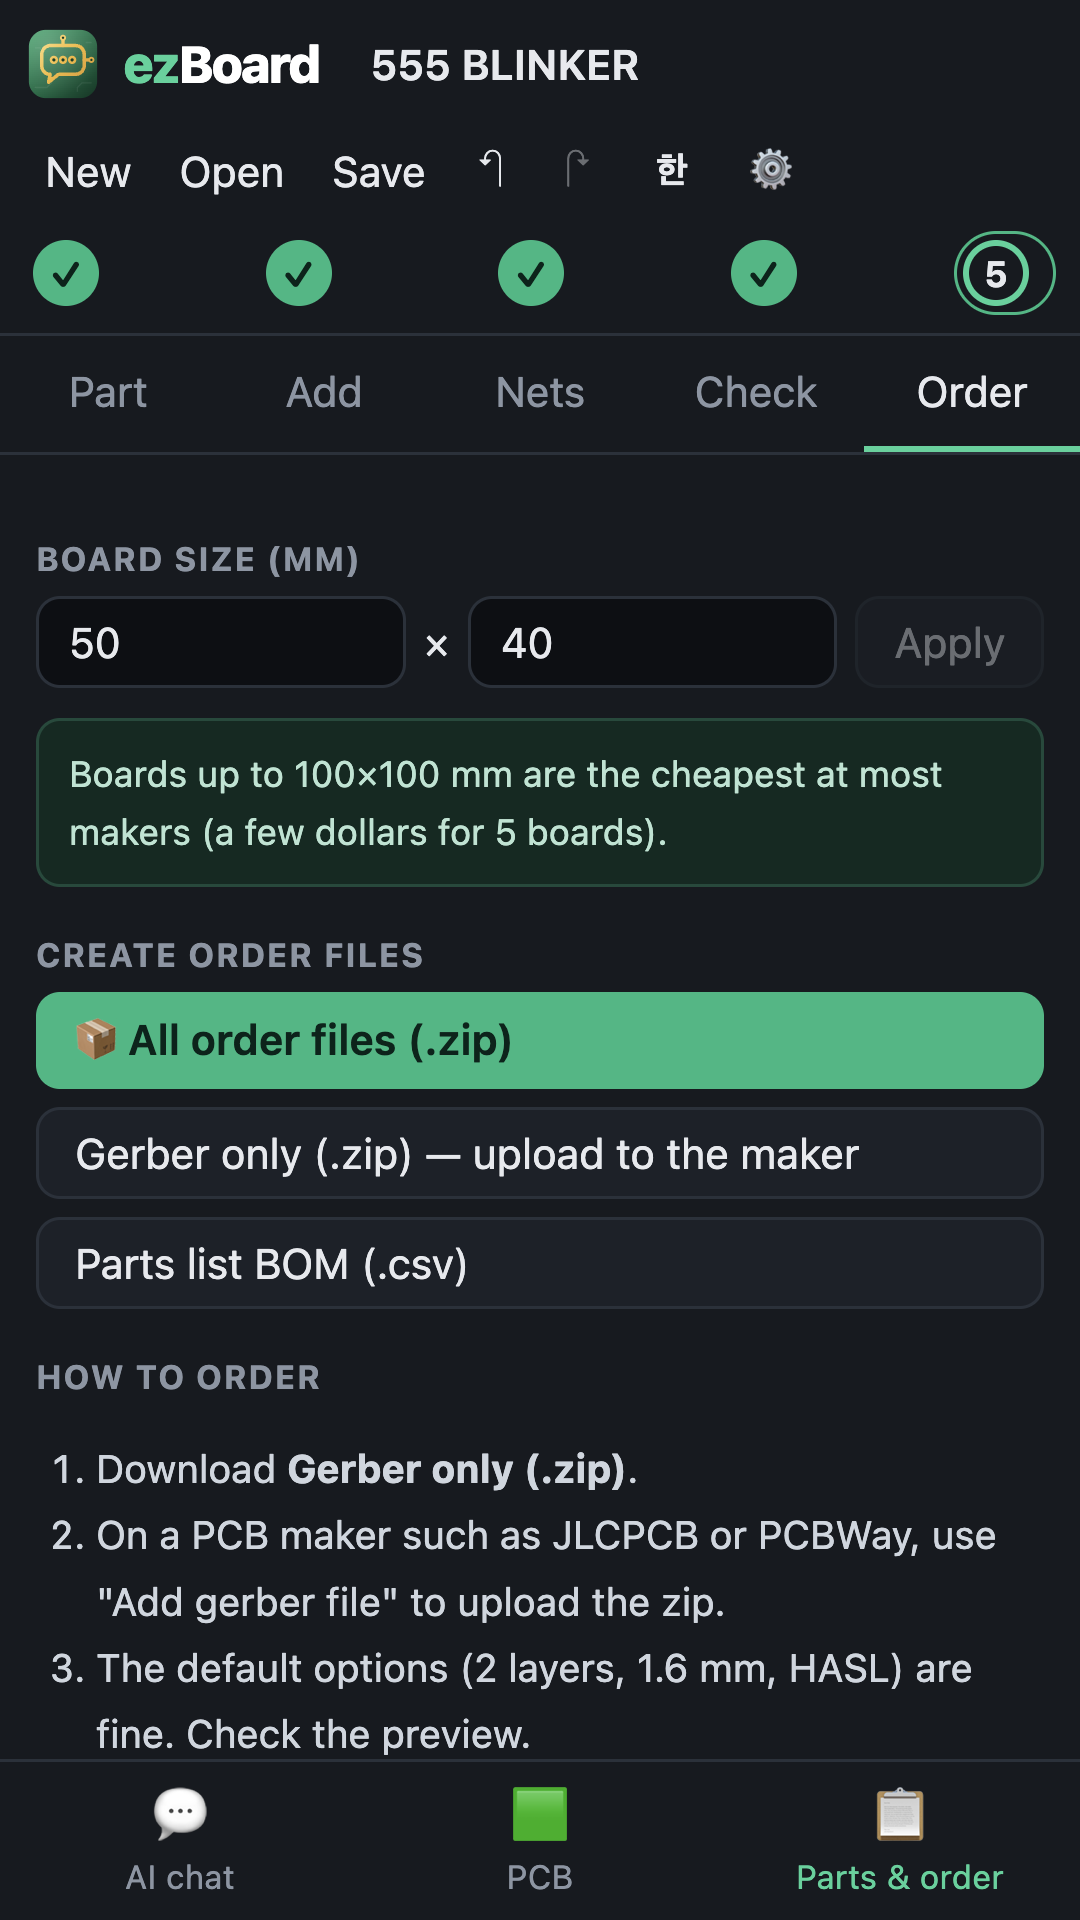 ezBoard 555 BLINKER
New Open Save 한
5
Part Add Nets Check Order
BOARD SIZE (MM)
50 × 40 Apply
Boards up to 100×100 mm are the cheapest at most
makers (a few dollars for 5 boards).
CREATE ORDER FILES
All order files (.zip)
Gerber only (.zip) — upload to the maker
Parts list BOM (.csv)
HOW TO ORDER
1. Download Gerber only (.zip).
2. On a PCB maker such as JLCPCB or PCBWay, use
"Add gerber file" to upload the zip.
3. The default options (2 layers, 1.6 mm, HASL) are
fine. Check the preview.
AI chat PCB Parts & order